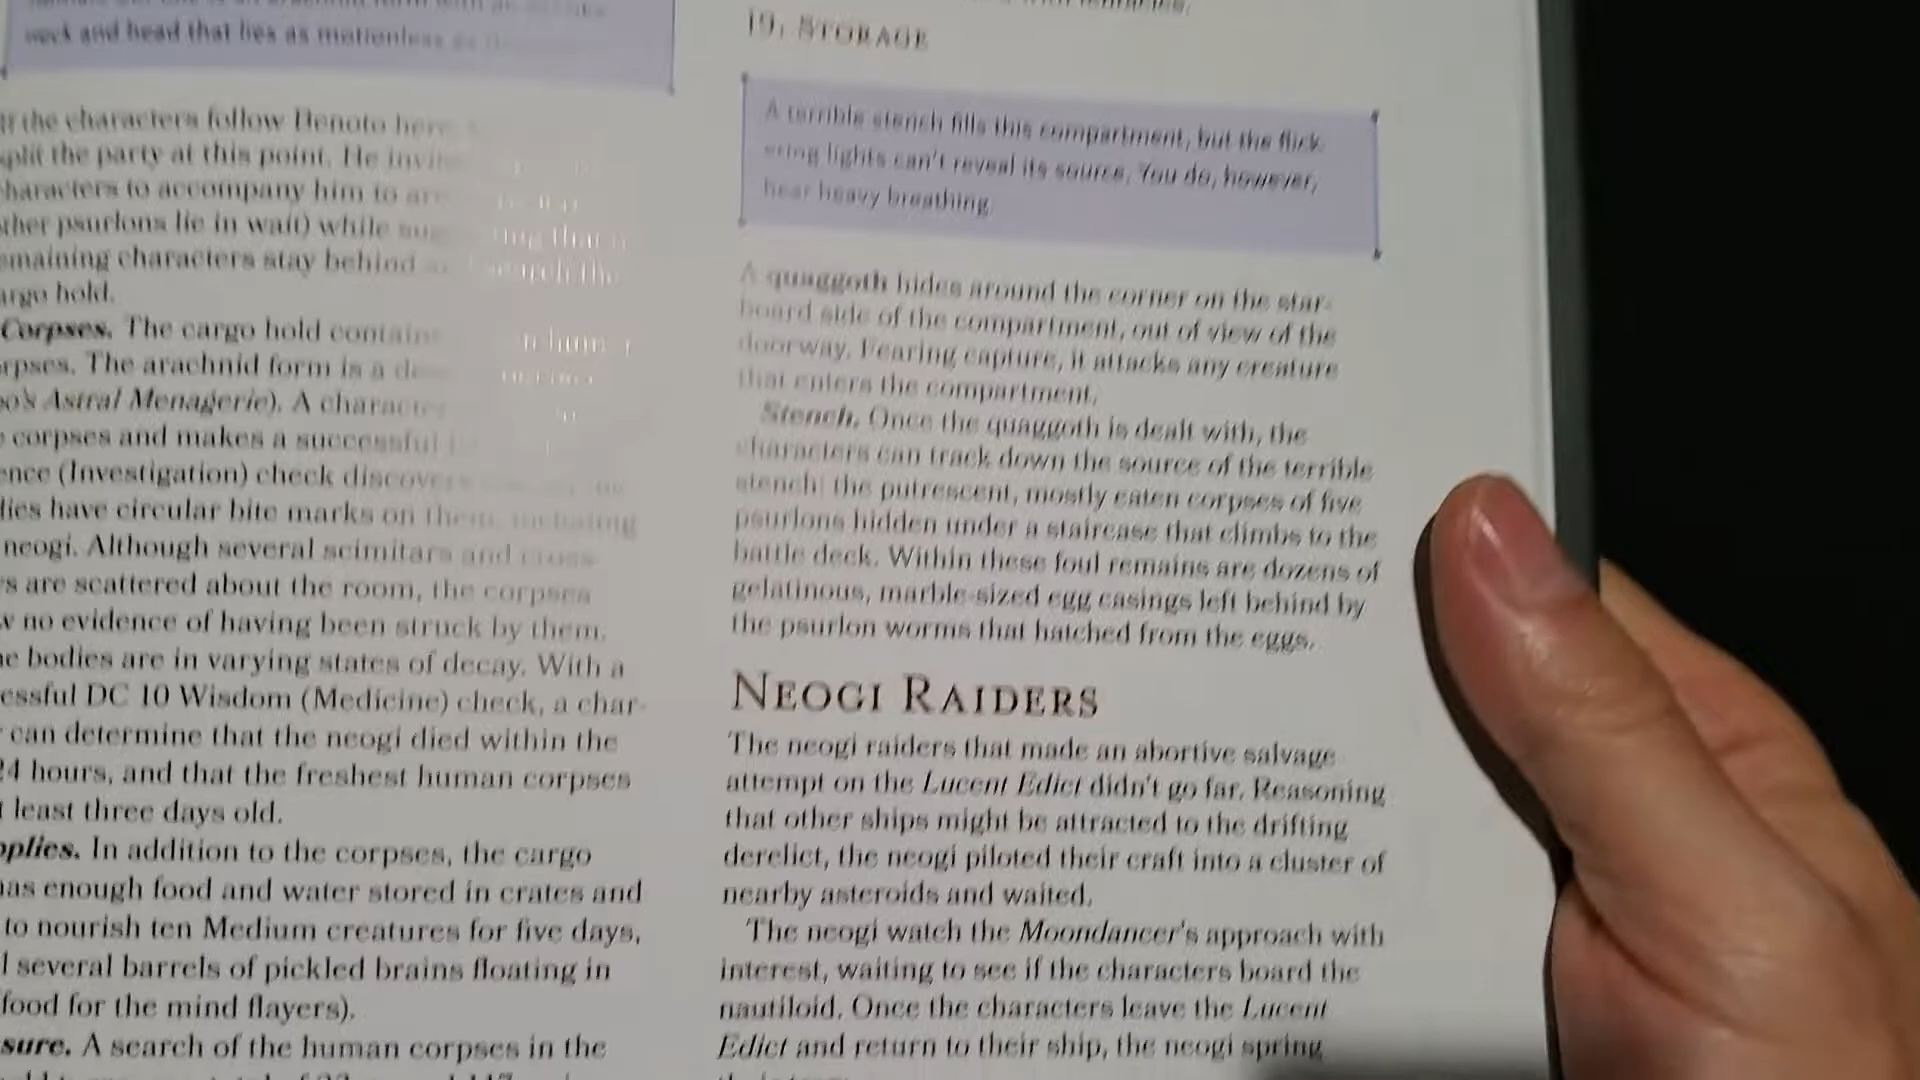 neck and head that lies as motionless as
the characters follow Benoto here,
split the party at this point. He
characters to accompany him to
ther psurlons lie in wait) while
emaining characters stay behind search the
argo hold.
Corpses. The cargo hold contains
rpses. The arachnid form is a
oo's Astral Menagerie). A character
corpses and makes a successful
ence (Investigation) check discovers
dies have circular bite marks on them, including
neogi. Although several scimitars and cross
s are scattered about the room, the corpses
w no evidence of having been struck by them.
e bodies are in varying states of decay. With a
essful DC 10 Wisdom (Medicine) check, a char-
can determine that the neogi died within the
24 hours, and that the freshest human corpses
t least three days old.
pplies. In addition to the corpses, the cargo
has enough food and water stored in crates and
to nourish ten Medium creatures for five days,
l several barrels of pickled brains floating in
food for the mind flayers).
sure. A search of the human corpses in the
19. STORAGE
A terrible stench fills this compartment, but the flick-
ering lights can't reveal its source. You do, however,
hear heavy breathing.
A quaggoth hides around the corner on the star-
board side of the compartment, out of view of the
doorway. Fearing capture, it attacks any creature
that enters the compartment.
Stench. Once the quaggoth is dealt with, the
characters can track down the source of the terrible
stench: the putrescent, mostly eaten corpses of five
psurlons hidden under a staircase that climbs to the
battle deck. Within these foul remains are dozens of
gelatinous, marble-sized egg casings left behind by
the psurlon worms that hatched from the eggs.
NEOGI RAIDERS
The neogi raiders that made an abortive salvage
attempt on the Lucent Edict didn't go far. Reasoning
that other ships might be attracted to the drifting
derelict, the neogi piloted their craft into a cluster of
nearby asteroids and waited.
The neogi watch the Moondancer's approach with
interest, waiting to see if the characters board the
nautiloid. Once the characters leave the Lucent
Edict and return to their ship, the neogi spring